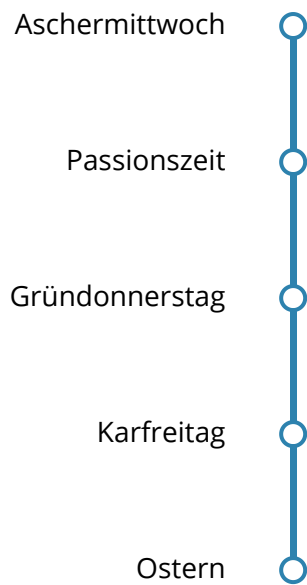 Aschermittwoch
Passionszeit
Gründonnerstag
Karfreitag
Ostern